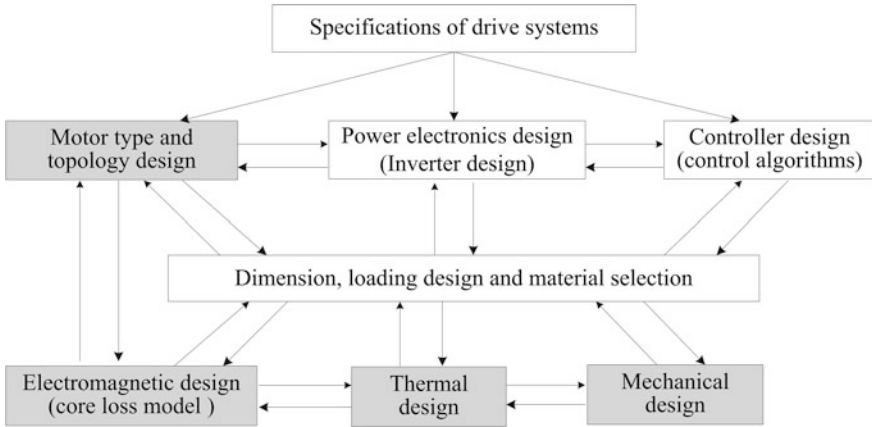 Specifications of drive systems
Motor type and
topology design
Power electronics design
(Inverter design)
Controller design
(control algorithms)
Dimension, loading design and material selection
Electromagnetic design
(core loss model )
Thermal
design
Mechanical
design